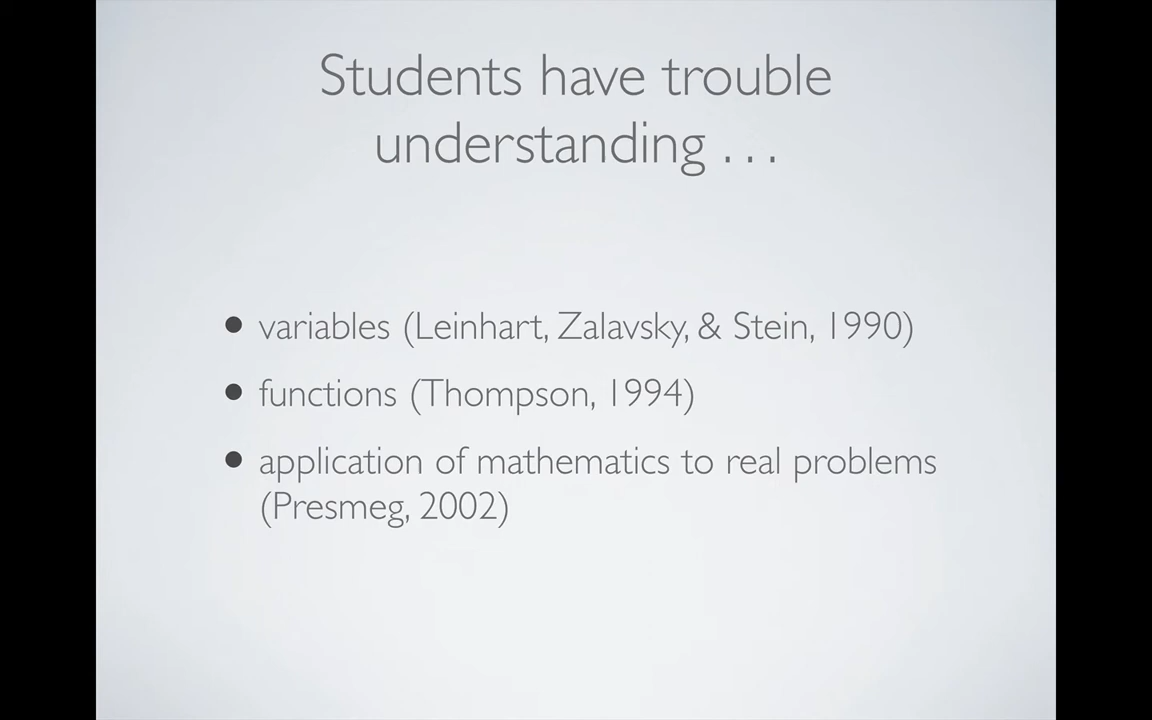 Students have trouble
understanding . . .
• variables (Leinhart, Zalavsky, & Stein, 1990)
• functions (Thompson, 1994)
• application of mathematics to real problems
(Presmeg, 2002)